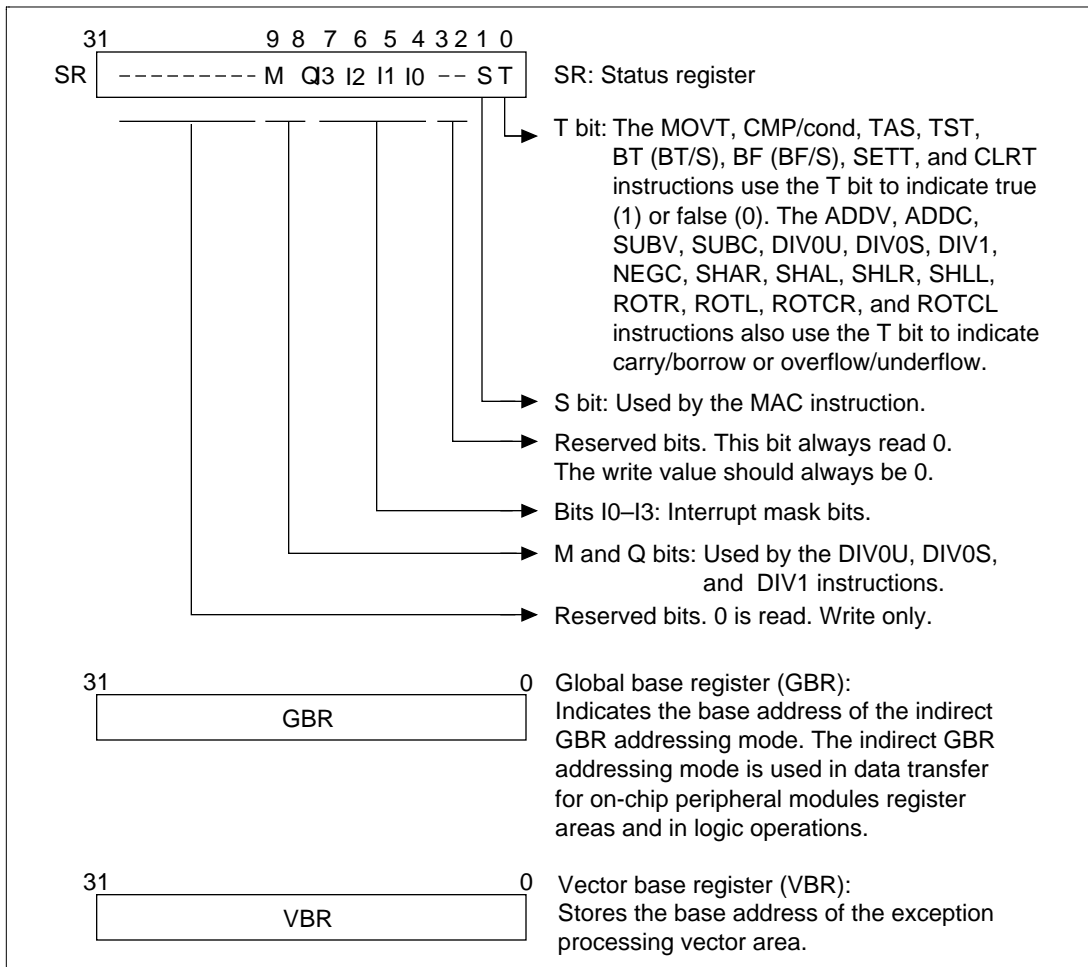 31 9 8 7 6 5 4 3 2 1 0
SR ---------- M Q I3 I2 I1 I0 -- S T SR: Status register
T bit: The MOVT, CMP/cond, TAS, TST,
BT (BT/S), BF (BF/S), SETT, and CLRT
instructions use the T bit to indicate true
(1) or false (0). The ADDV, ADDC,
SUBV, SUBC, DIV0U, DIV0S, DIV1,
NEGC, SHAR, SHAL, SHLR, SHLL,
ROTR, ROTL, ROTCR, and ROTCL
instructions also use the T bit to indicate
carry/borrow or overflow/underflow.
S bit: Used by the MAC instruction.
Reserved bits. This bit always read 0.
The write value should always be 0.
Bits I0–I3: Interrupt mask bits.
M and Q bits: Used by the DIV0U, DIV0S,
and DIV1 instructions.
Reserved bits. 0 is read. Write only.
31 0 Global base register (GBR):
GBR Indicates the base address of the indirect
GBR addressing mode. The indirect GBR
addressing mode is used in data transfer
for on-chip peripheral modules register
areas and in logic operations.
31 0 Vector base register (VBR):
VBR Stores the base address of the exception
processing vector area.